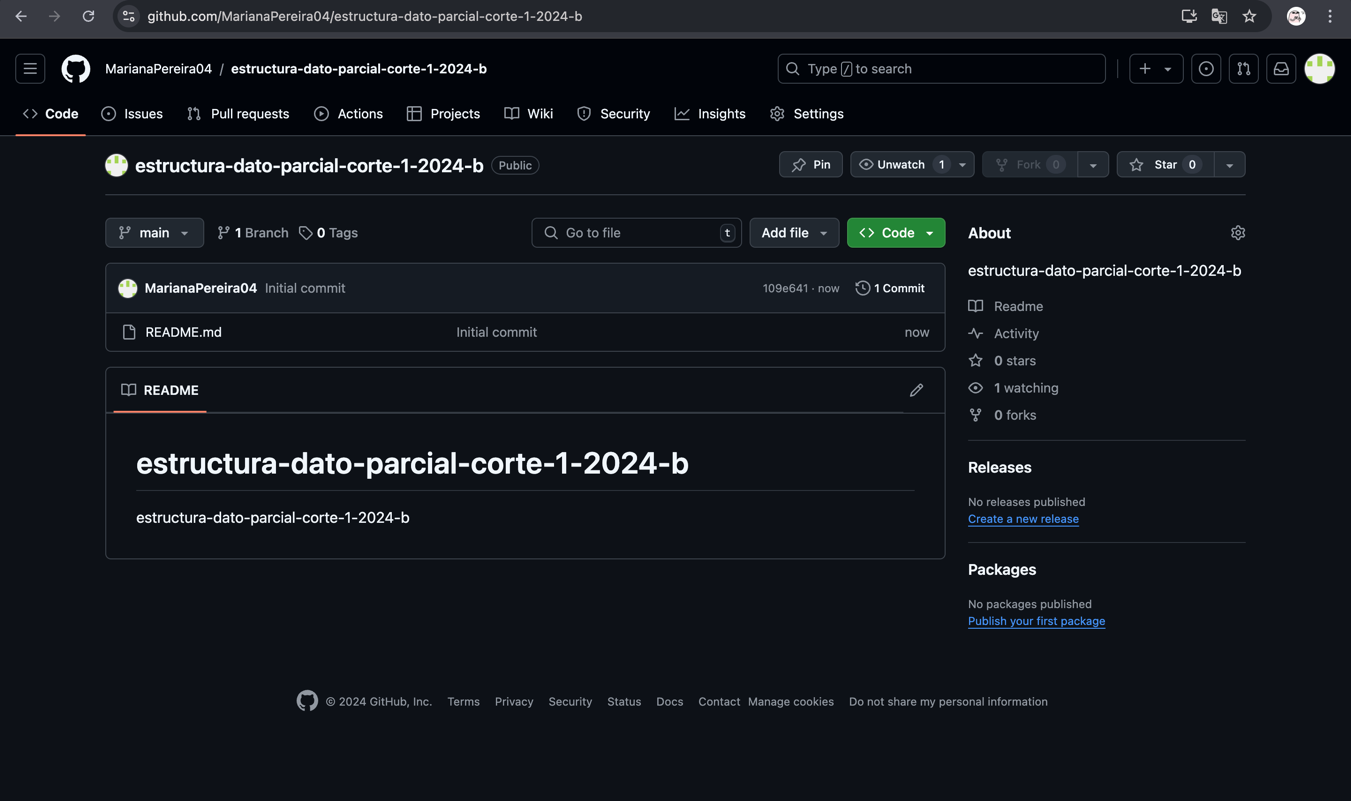 github.com/MarianaPereira04/estructura-dato-parcial-corte-1-2024-b
MarianaPereira04 / estructura-dato-parcial-corte-1-2024-b
Type / to search
Code Issues Pull requests Actions Projects Wiki Security Insights Settings
estructura-dato-parcial-corte-1-2024-b Public
Pin Unwatch 1 Fork 0 Star 0
main 1 Branch 0 Tags
Go to file t Add file Code
MarianaPereira04 Initial commit 109e641 · now 1 Commit
README.md Initial commit now
README
estructura-dato-parcial-corte-1-2024-b
estructura-dato-parcial-corte-1-2024-b
About
estructura-dato-parcial-corte-1-2024-b
Readme
Activity
0 stars
1 watching
0 forks
Releases
No releases published
Create a new release
Packages
No packages published
Publish your first package
© 2024 GitHub, Inc. Terms Privacy Security Status Docs Contact Manage cookies Do not share my personal information